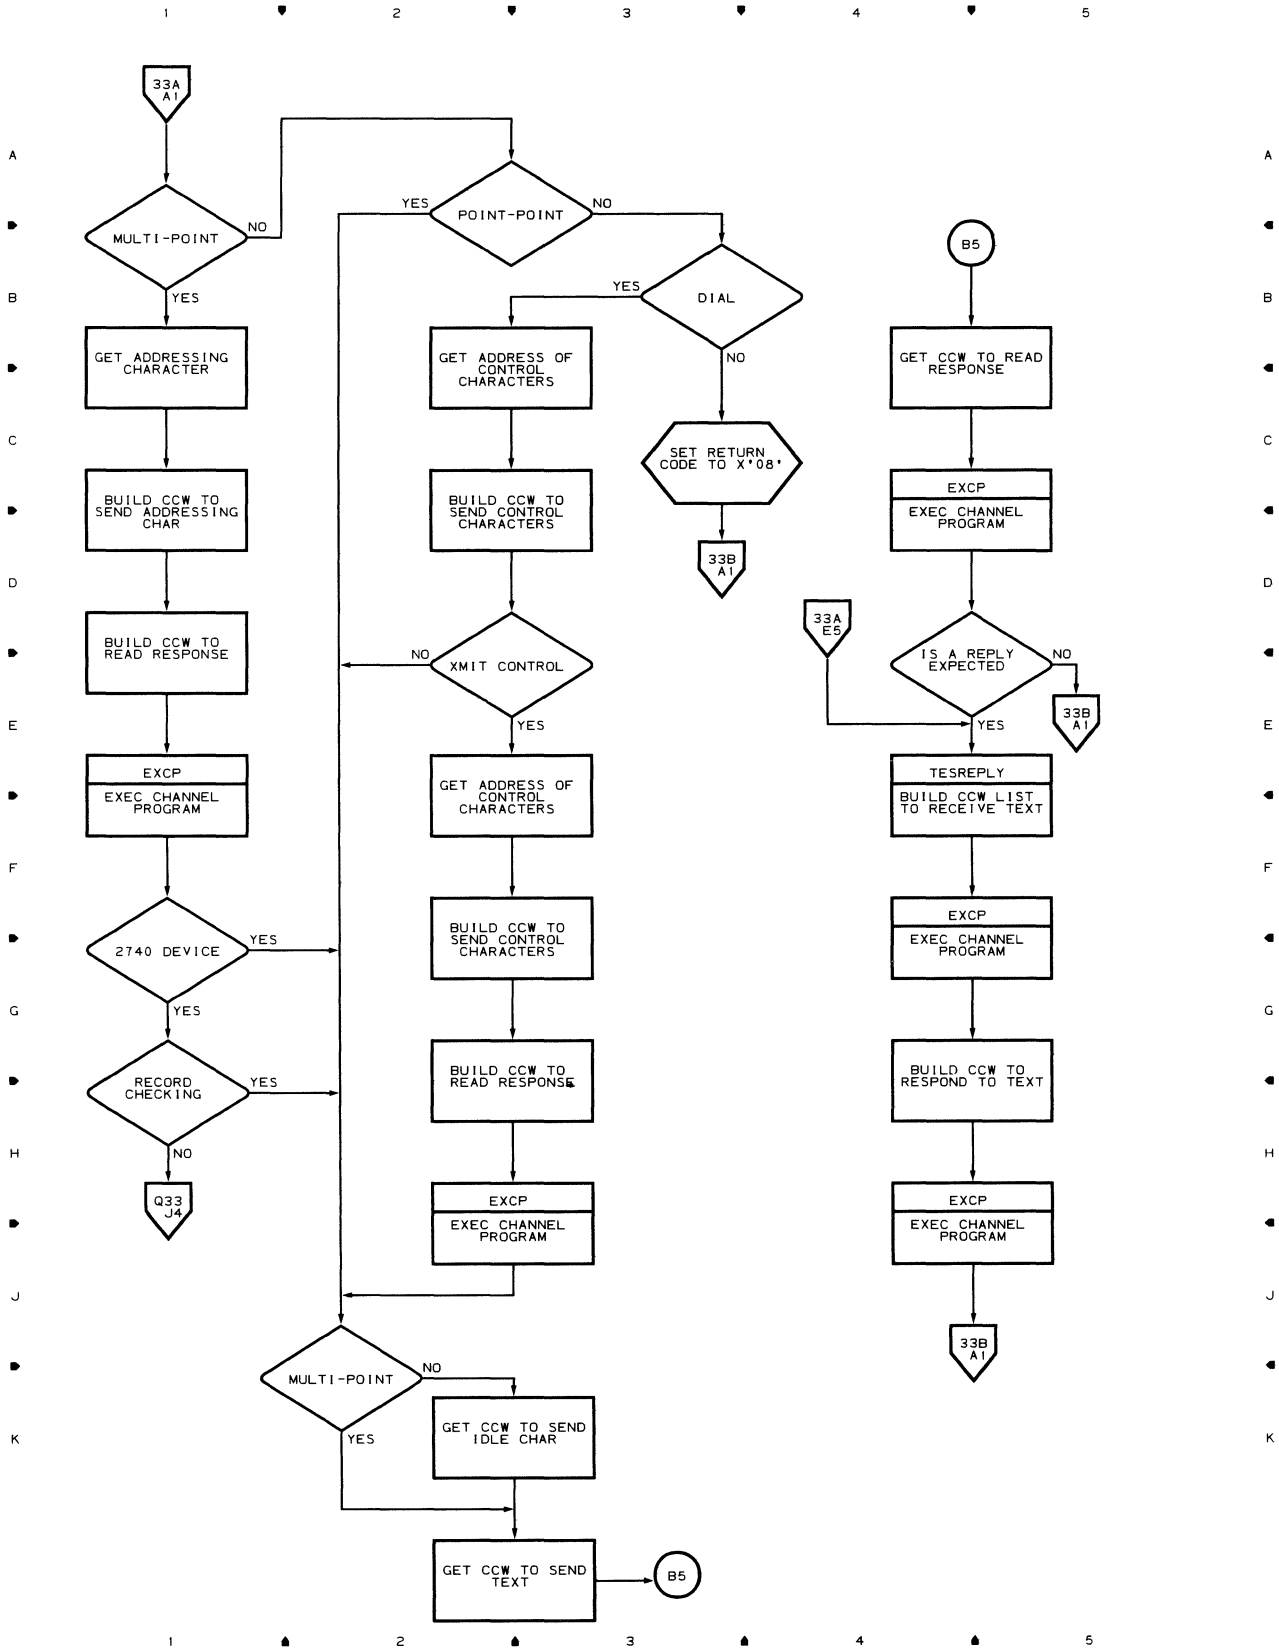 1 2 3 4 5
33A
A1
A A
YES
POINT-POINT
NO
MULTI-POINT
NO
B5
YES
B B
YES
DIAL
NO
GET ADDRESSING
CHARACTER
GET ADDRESS OF
CONTROL
CHARACTERS
GET CCW TO READ
RESPONSE
C C
SET RETURN
CODE TO X'08'
BUILD CCW TO
SEND ADDRESSING
CHAR
BUILD CCW TO
SEND CONTROL
CHARACTERS
EXCP
EXEC CHANNEL
PROGRAM
33B
A1
D D
33A
E5
BUILD CCW TO
READ RESPONSE
NO
XMIT CONTROL
YES
IS A REPLY
EXPECTED
NO
YES
33B
A1
E E
EXCP
EXEC CHANNEL
PROGRAM
GET ADDRESS OF
CONTROL
CHARACTERS
TESREPLY
BUILD CCW LIST
TO RECEIVE TEXT
F F
2740 DEVICE
YES
YES
BUILD CCW TO
SEND CONTROL
CHARACTERS
EXCP
EXEC CHANNEL
PROGRAM
G G
RECORD
CHECKING
YES
NO
BUILD CCW TO
READ RESPONSE
BUILD CCW TO
RESPOND TO TEXT
H H
Q33
J4
EXCP
EXEC CHANNEL
PROGRAM
EXCP
EXEC CHANNEL
PROGRAM
J J
33B
A1
MULTI-POINT
NO
YES
GET CCW TO SEND
IDLE CHAR
K K
GET CCW TO SEND
TEXT
B5
1 2 3 4 5